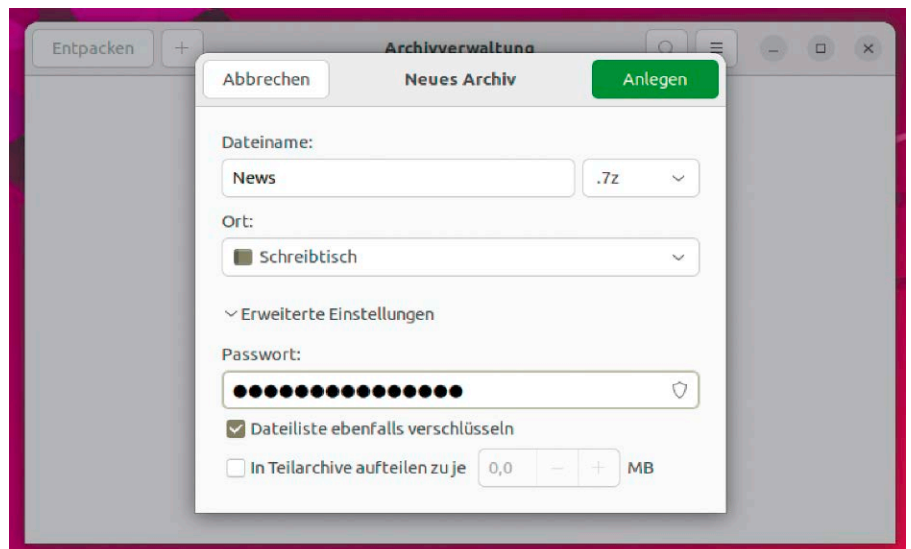 Entpacken + Archivverwaltung
Abbrechen Neues Archiv Anlegen
Dateiname:
News .7z
Ort:
Schreibtisch
Erweiterte Einstellungen
Passwort:
●●●●●●●●●●●●●●●
Dateiliste ebenfalls verschlüsseln
In Teilarchive aufteilen zu je 0,0 − + MB